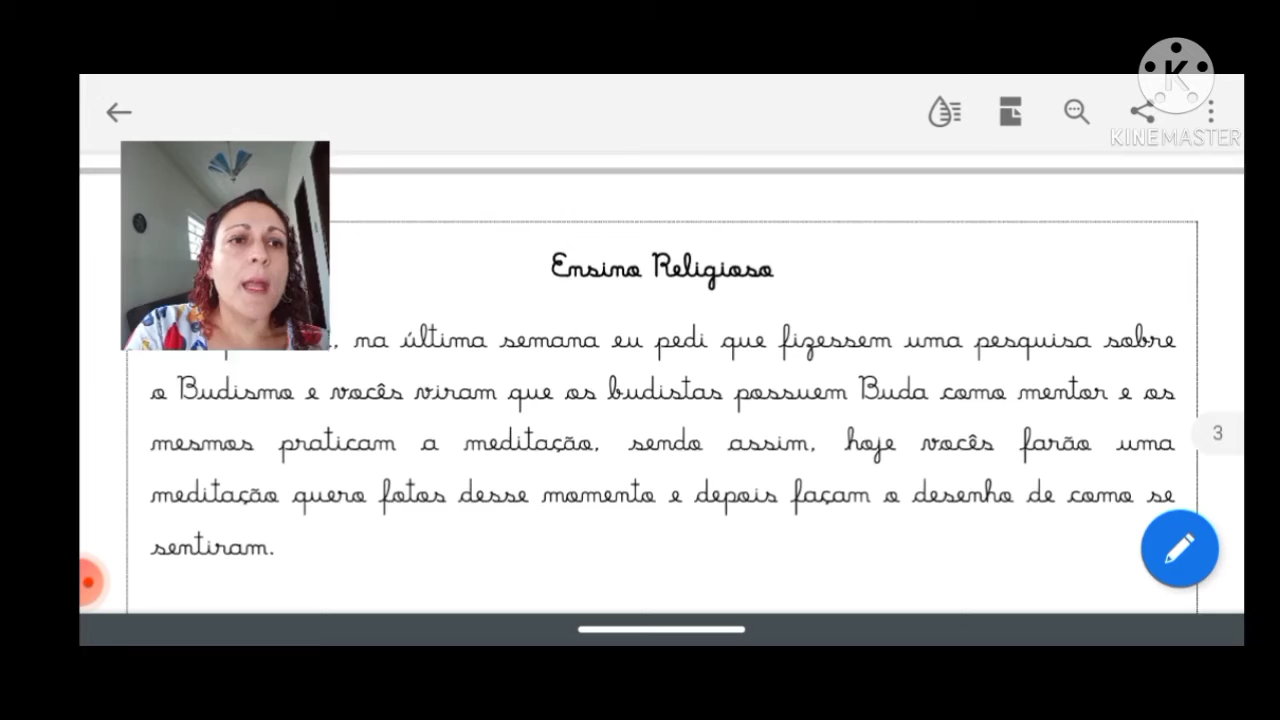 KINEMASTER
Ensino Religioso
na última semana eu pedi que fizessem uma pesquisa sobre
o Budismo e vocês viram que os budistas possuem Buda como mentor e os
mesmos praticam a meditação, sendo assim, hoje vocês farão uma
3
meditação quero fotos desse momento e depois façam o desenho de como se
sentiram.